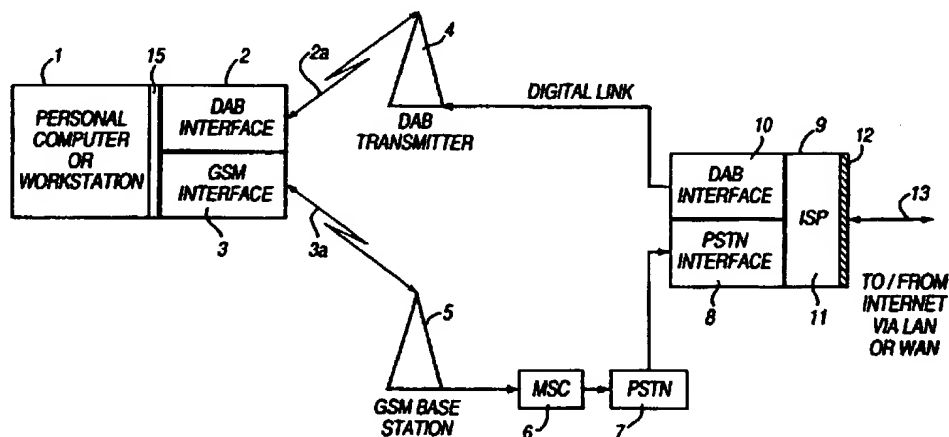 1
15
2
PERSONAL
COMPUTER
OR
WORKSTATION
DAB
INTERFACE
GSM
INTERFACE
3
2a
3a
4
DAB
TRANSMITTER
DIGITAL LINK
5
GSM BASE
STATION
MSC
6
PSTN
7
10
9
12
DAB
INTERFACE
PSTN
INTERFACE
8
ISP
11
13
TO / FROM
INTERNET
VIA LAN
OR WAN